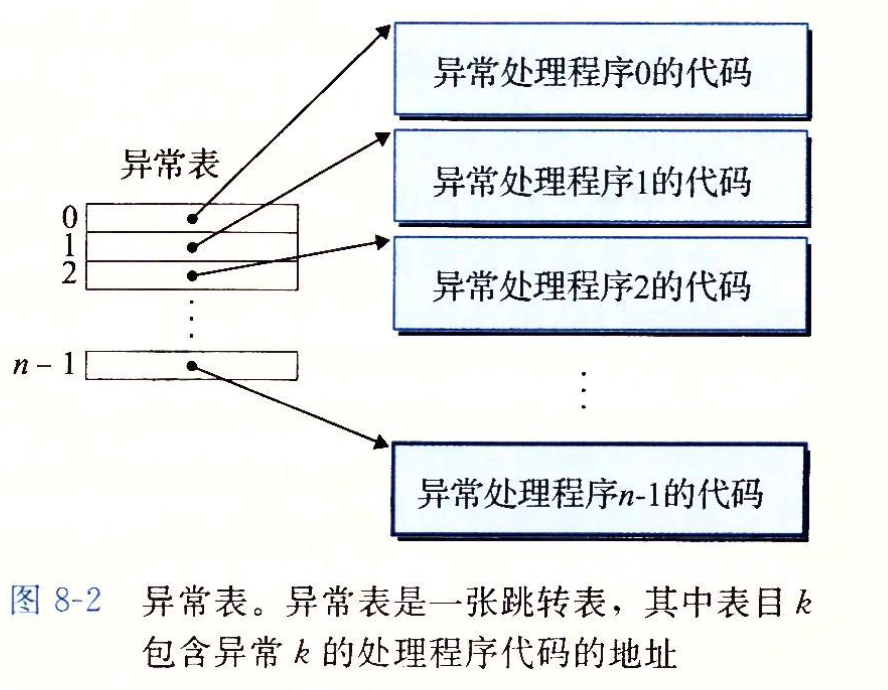 异常处理程序0的代码
异常处理程序1的代码
异常表
0
1
2
异常处理程序2的代码
n – 1
异常处理程序n-1的代码
图 8-2 异常表。异常表是一张跳转表，其中表目 k
包含异常 k 的处理程序代码的地址